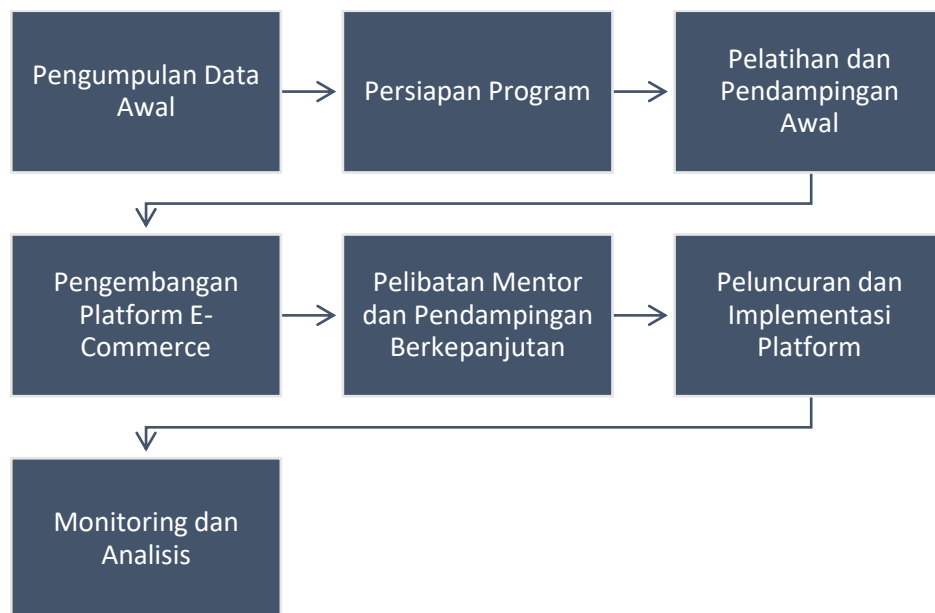 Pengumpulan Data
Awal
Persiapan Program
Pelatihan dan
Pendampingan
Awal
Pengembangan
Platform E-
Commerce
Pelibatan Mentor
dan Pendampingan
Berkepanjutan
Peluncuran dan
Implementasi
Platform
Monitoring dan
Analisis